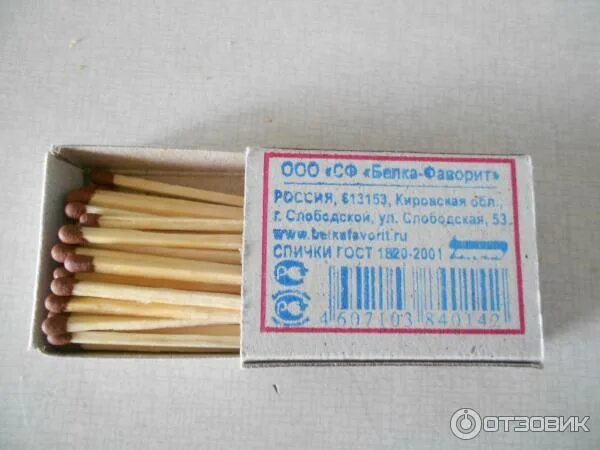 ООО «СФ «Белка-Фаворит»
РОССИЯ, 613153, Кировская обл.,
г. Слободской, ул. Слободская, 53
www.belkafavorit.ru
СПИЧКИ ГОСТ 1820-2001
4 607103 840142
ОТЗОВИК